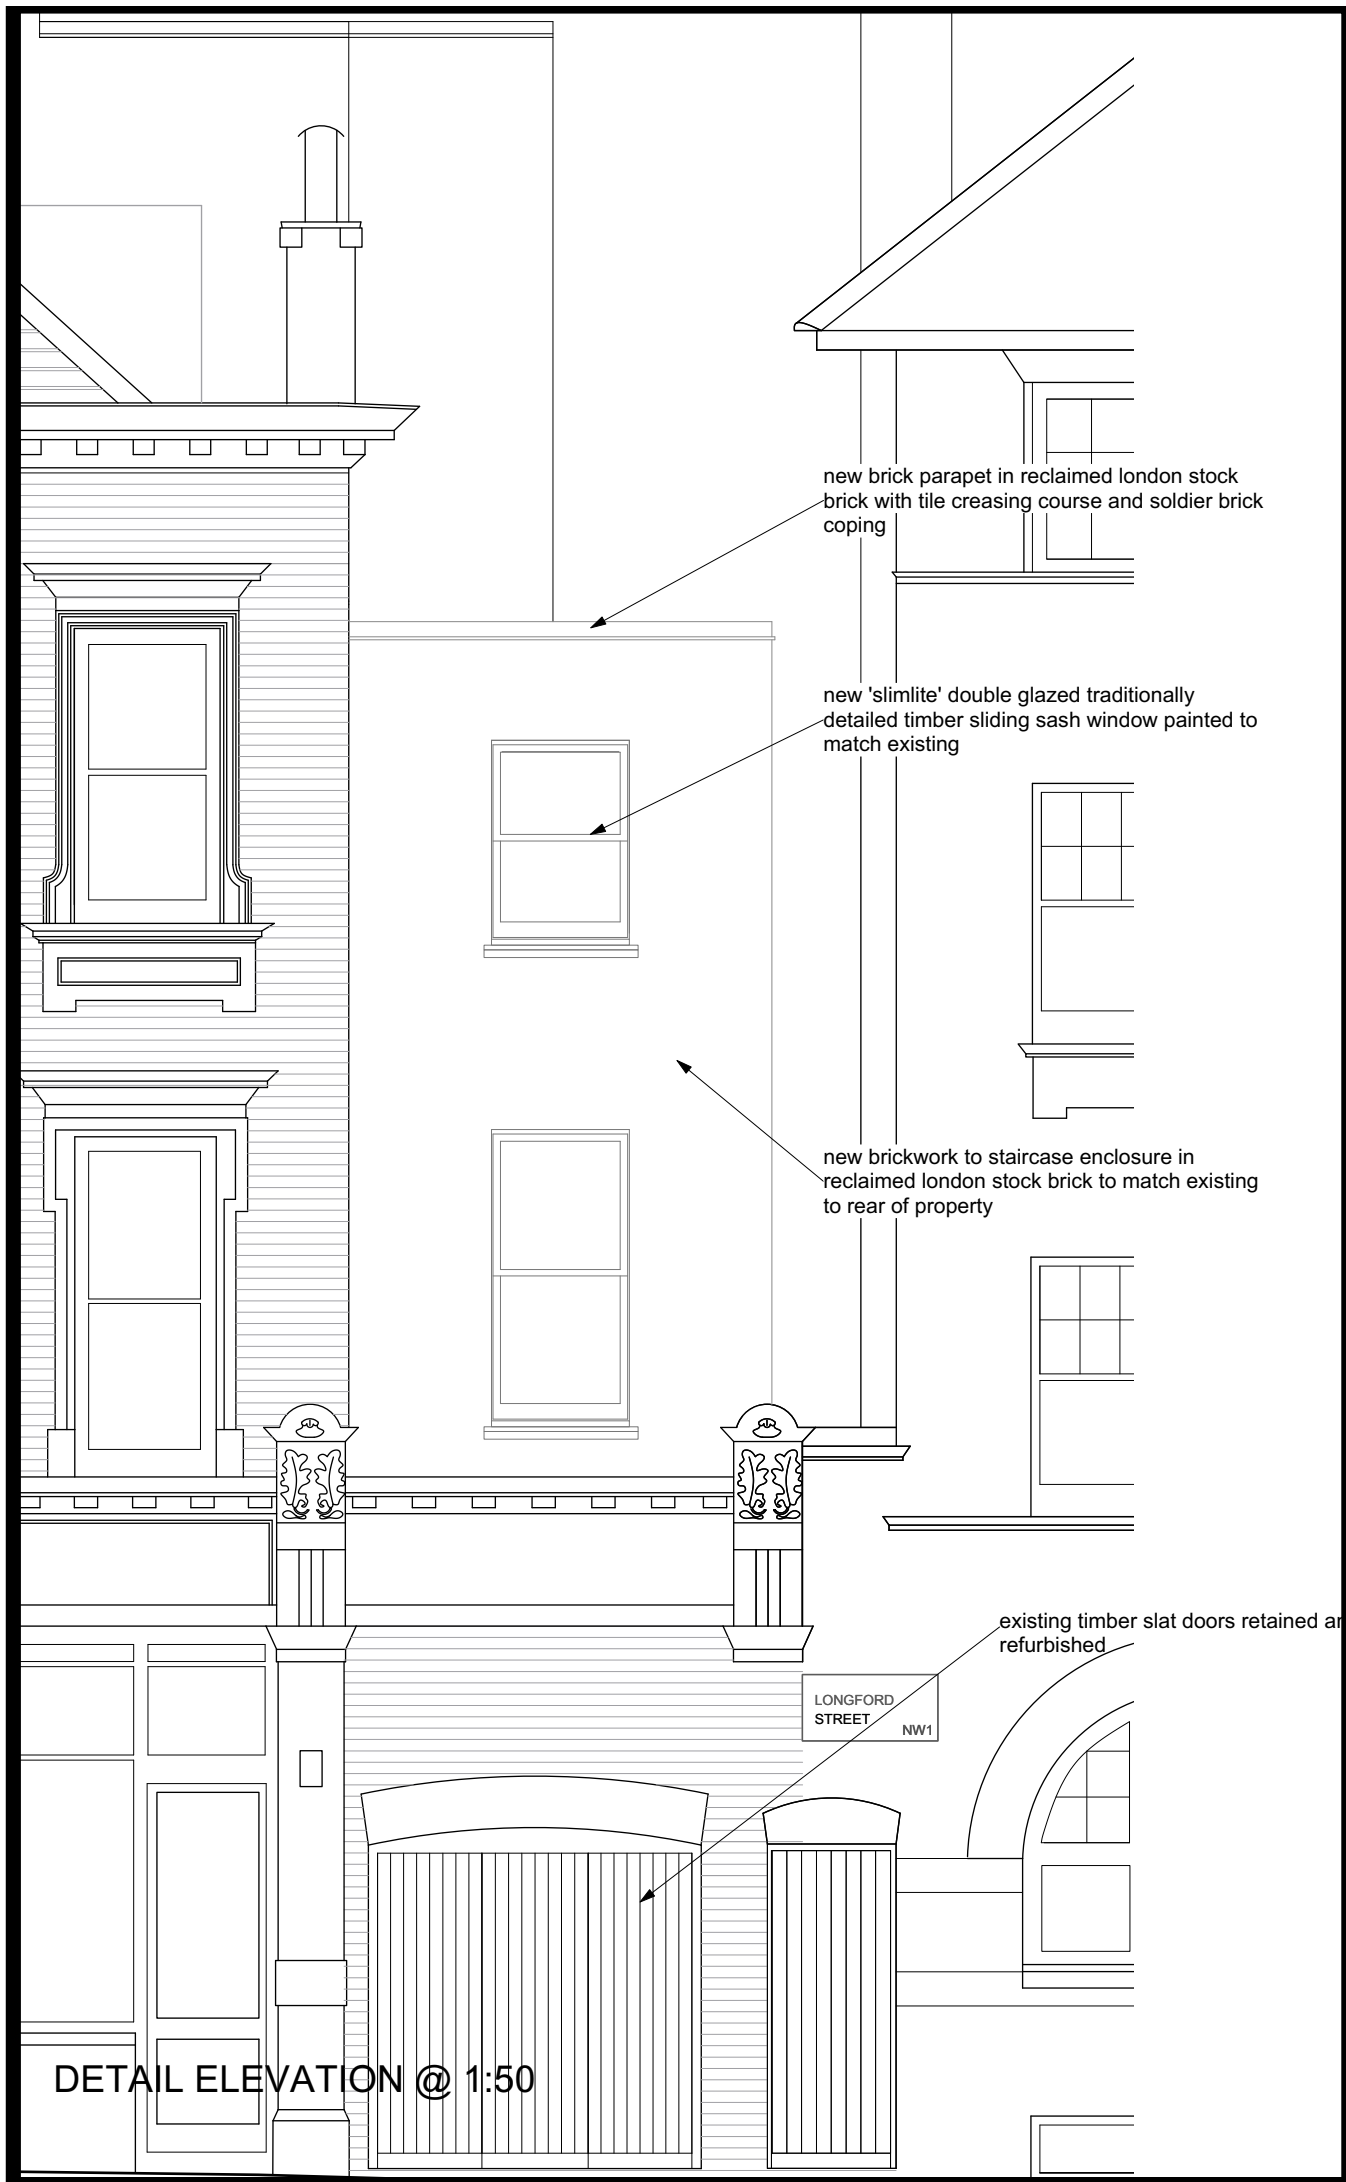 new brick parapet in reclaimed london stock
brick with tile creasing course and soldier brick
coping
new 'slimlite' double glazed traditionally
detailed timber sliding sash window painted to
match existing
new brickwork to staircase enclosure in
reclaimed london stock brick to match existing
to rear of property
existing timber slat doors retained
refurbished
LONGFORD
STREET
NW1
DETAIL ELEVATION @ 1:50